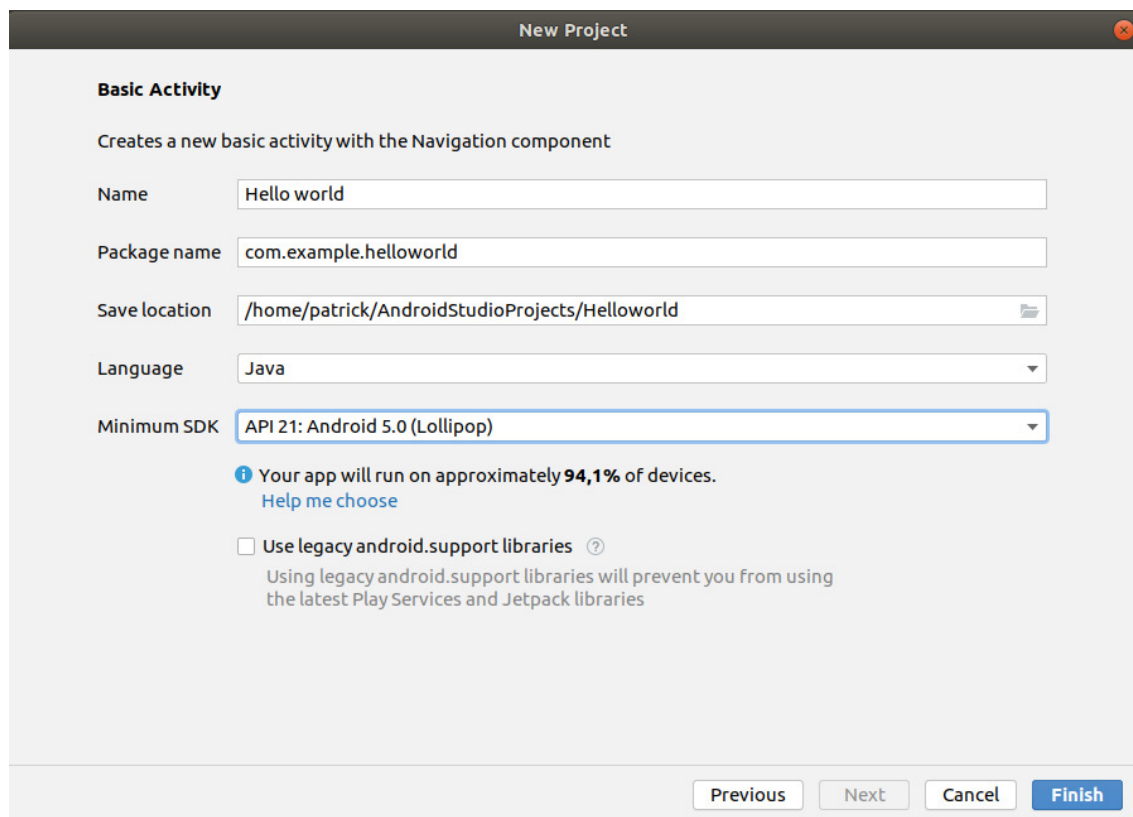 New Project
Basic Activity
Creates a new basic activity with the Navigation component
Name Hello world
Package name com.example.helloworld
Save location /home/patrick/AndroidStudioProjects/Helloworld
Language Java
Minimum SDK API 21: Android 5.0 (Lollipop)
Your app will run on approximately 94,1% of devices.
Help me choose
Use legacy android.support libraries ?
Using legacy android.support libraries will prevent you from using
the latest Play Services and Jetpack libraries
Previous Next Cancel Finish